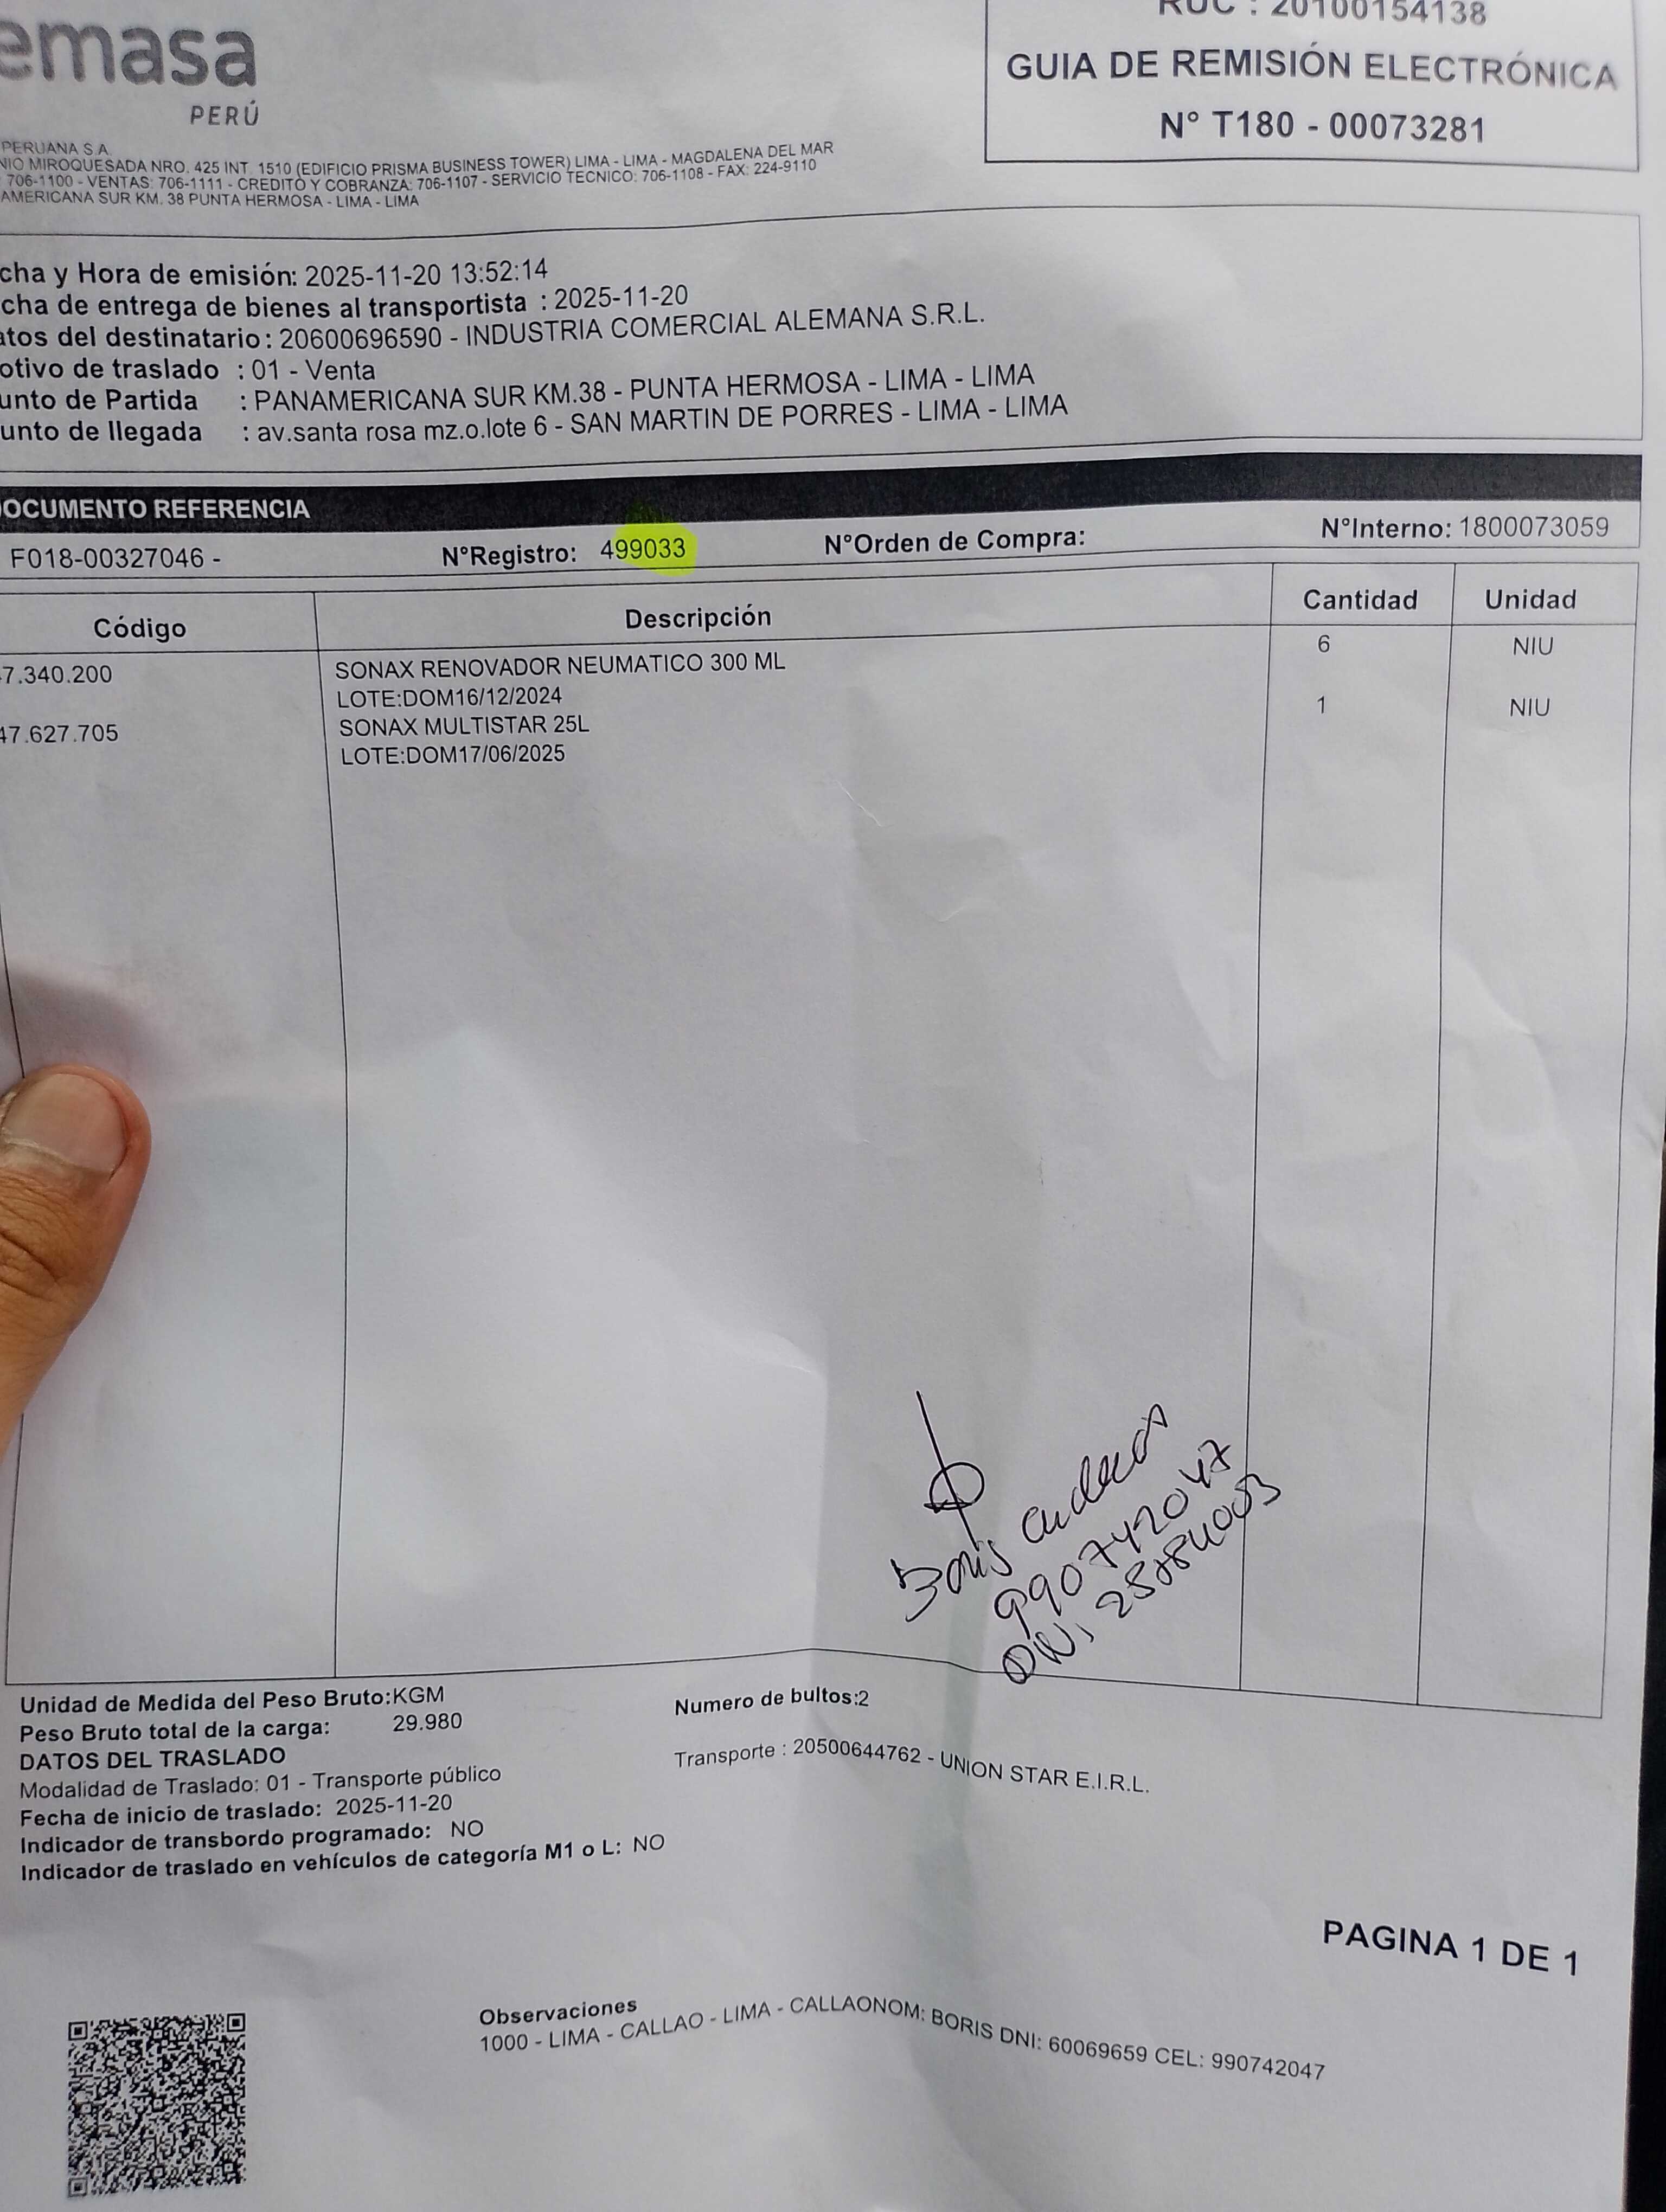 emasa
PERÚ
RUC : 20100154138
GUIA DE REMISIÓN ELECTRÓNICA
N° T180 - 00073281
PERUANA S.A.
NIO MIROQUESADA NRO. 425 INT. 1510 (EDIFICIO PRISMA BUSINESS TOWER) LIMA - LIMA - MAGDALENA DEL MAR
706-1100 - VENTAS: 706-1111 - CREDITO Y COBRANZA: 706-1107 - SERVICIO TECNICO: 706-1108 - FAX: 224-9110
AMERICANA SUR KM. 38 PUNTA HERMOSA - LIMA - LIMA
cha y Hora de emisión: 2025-11-20 13:52:14
cha de entrega de bienes al transportista : 2025-11-20
atos del destinatario : 20600696590 - INDUSTRIA COMERCIAL ALEMANA S.R.L.
otivo de traslado : 01 - Venta
unto de Partida : PANAMERICANA SUR KM.38 - PUNTA HERMOSA - LIMA - LIMA
unto de llegada : av.santa rosa mz.o.lote 6 - SAN MARTIN DE PORRES - LIMA - LIMA
OCUMENTO REFERENCIA
F018-00327046 - N°Registro: 499033 N°Orden de Compra: N°Interno: 1800073059
Código Descripción Cantidad Unidad
7.340.200 SONAX RENOVADOR NEUMATICO 300 ML 6 NIU
LOTE:DOM16/12/2024
47.627.705 SONAX MULTISTAR 25L 1 NIU
LOTE:DOM17/06/2025
Boris
990742047
DNI
Unidad de Medida del Peso Bruto:KGM Numero de bultos:2
Peso Bruto total de la carga: 29.980
DATOS DEL TRASLADO Transporte : 20500644762 - UNION STAR E.I.R.L.
Modalidad de Traslado: 01 - Transporte público
Fecha de inicio de traslado: 2025-11-20
Indicador de transbordo programado: NO
Indicador de traslado en vehículos de categoría M1 o L: NO
PAGINA 1 DE 1
Observaciones
1000 - LIMA - CALLAO - LIMA - CALLAONOM: BORIS DNI: 60069659 CEL: 990742047